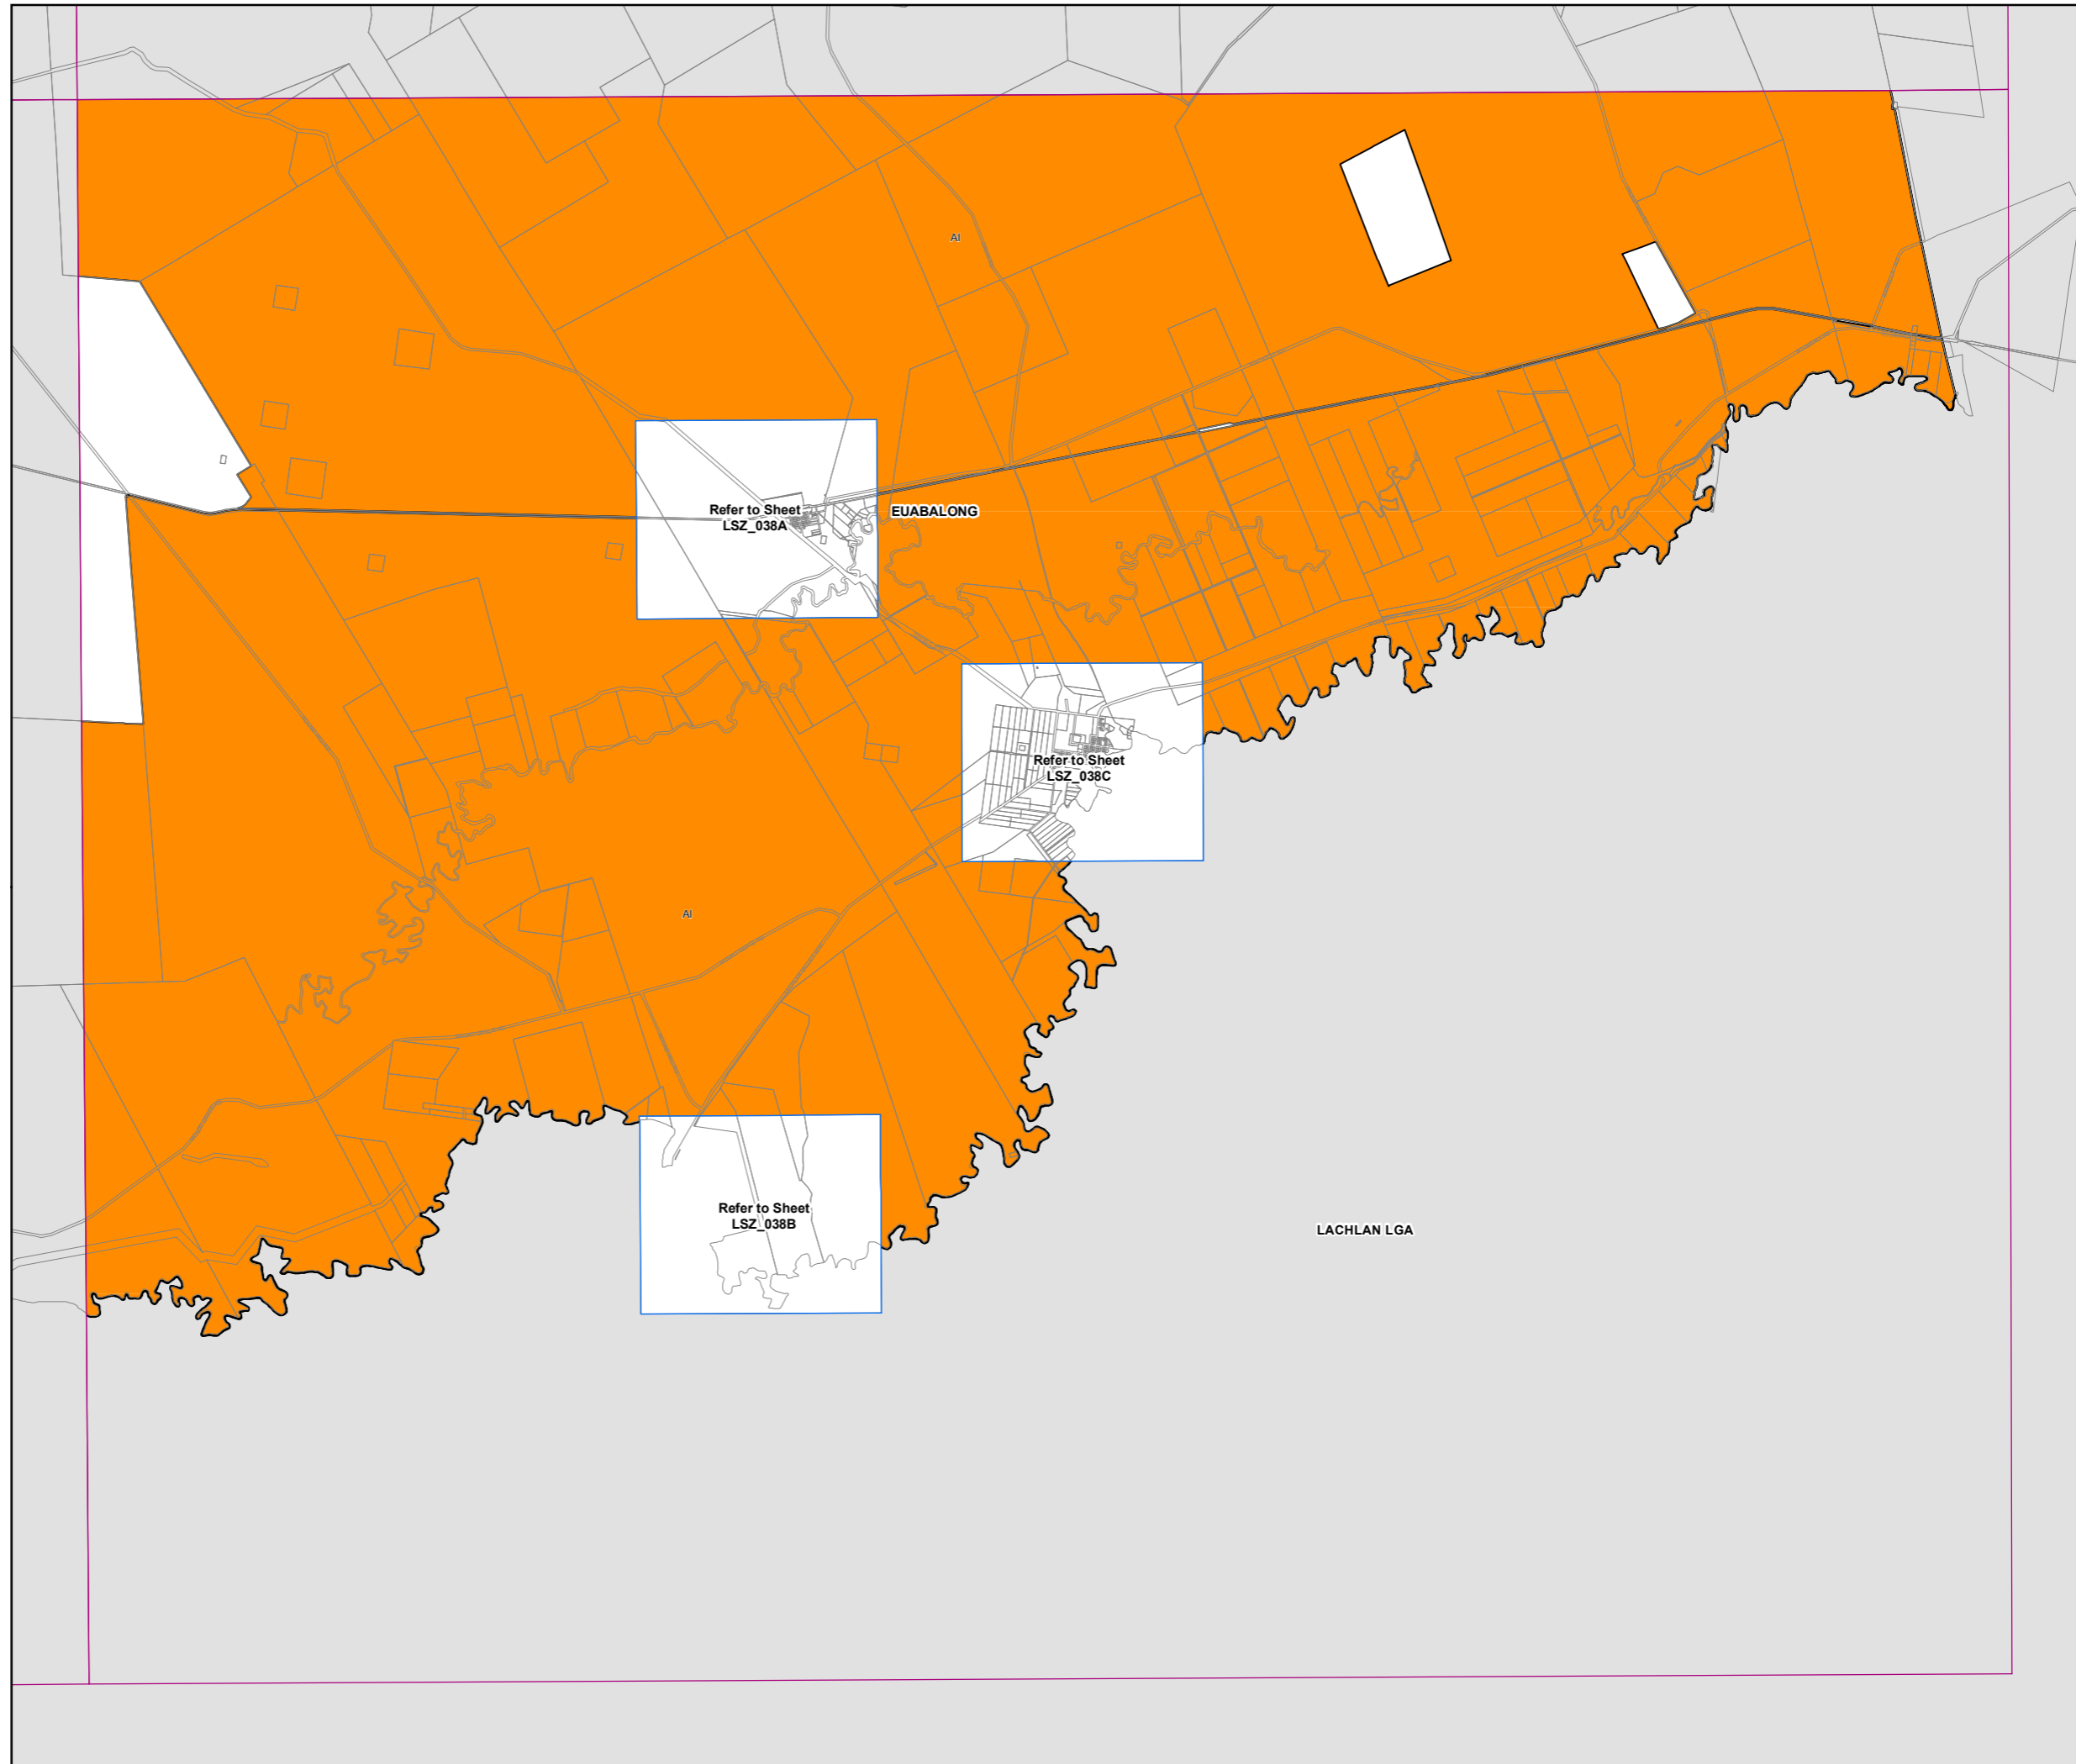 AI
Refer to Sheet
LSZ_038A
EUABALONG
Refer to Sheet
LSZ_038C
AI
Refer to Sheet
LSZ_038B
LACHLAN LGA